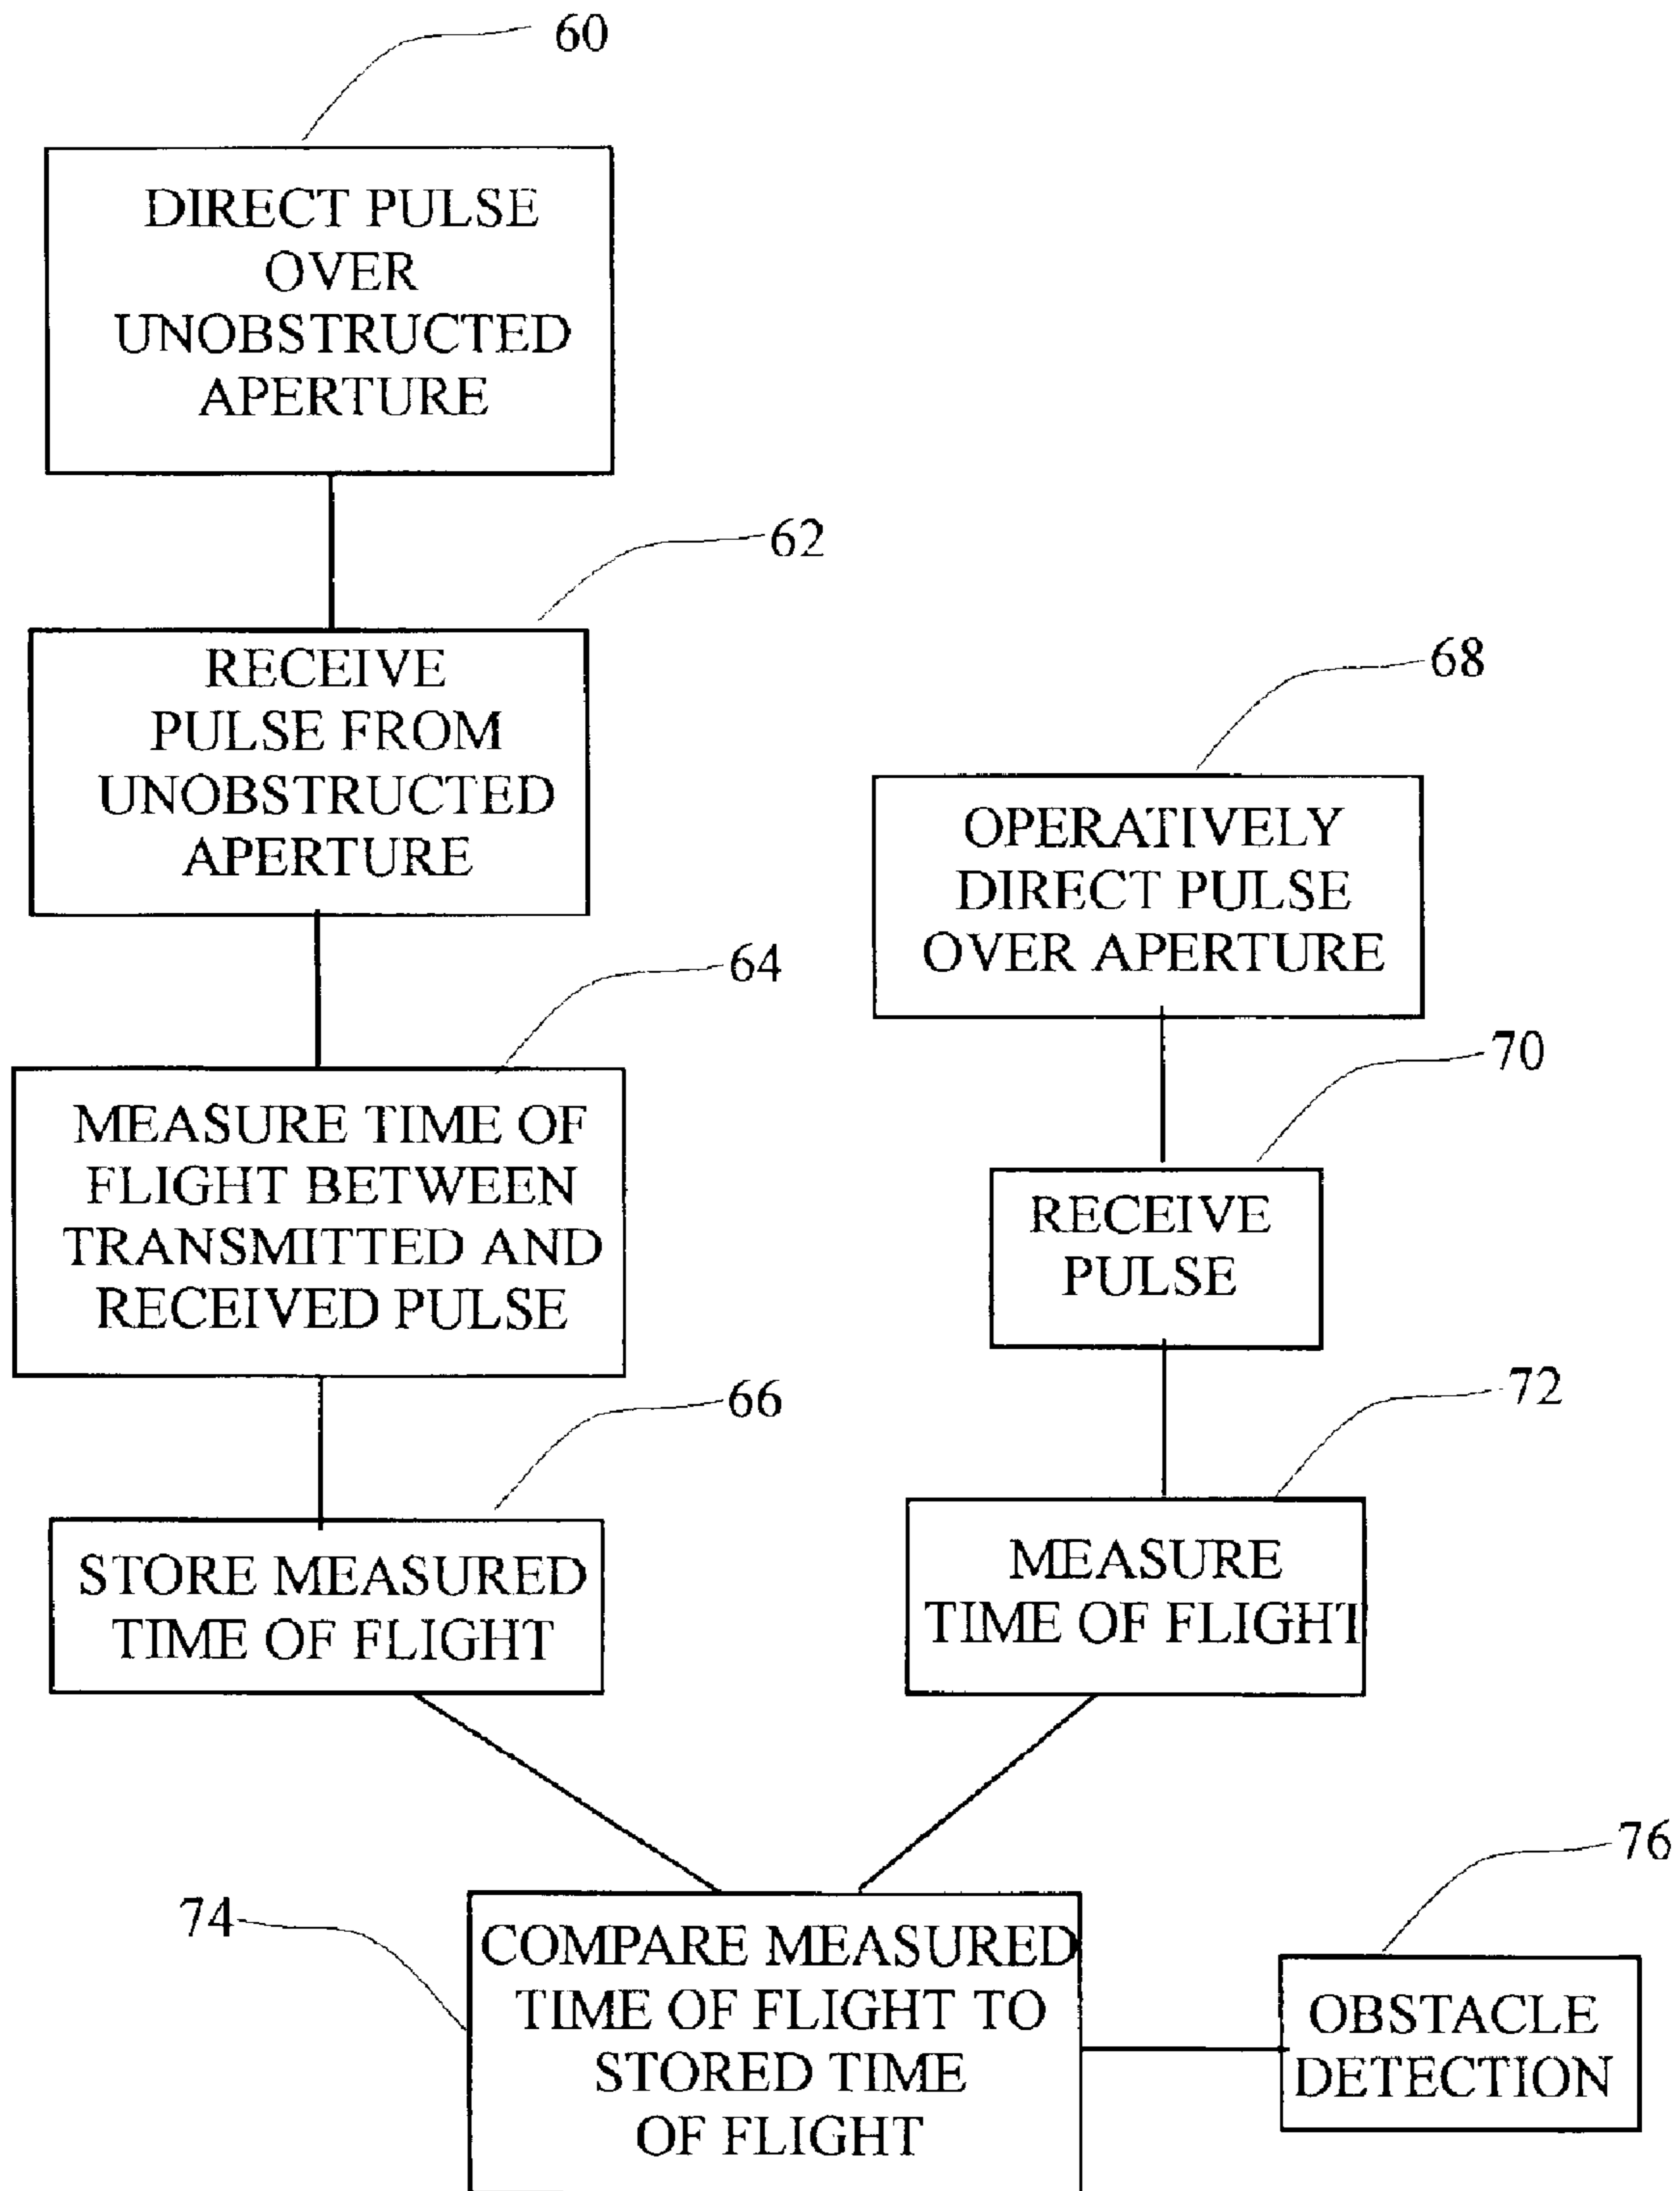 60
DIRECT PULSE
OVER
UNOBSTRUCTED
APERTURE
62
RECEIVE
PULSE FROM
UNOBSTRUCTED
APERTURE
64
MEASURE TIME OF
FLIGHT BETWEEN
TRANSMITTED AND
RECEIVED PULSE
66
STORE MEASURED
TIME OF FLIGHT
68
OPERATIVELY
DIRECT PULSE
OVER APERTURE
70
RECEIVE
PULSE
72
MEASURE
TIME OF FLIGHT
74
COMPARE MEASURED
TIME OF FLIGHT TO
STORED TIME
OF FLIGHT
76
OBSTACLE
DETECTION